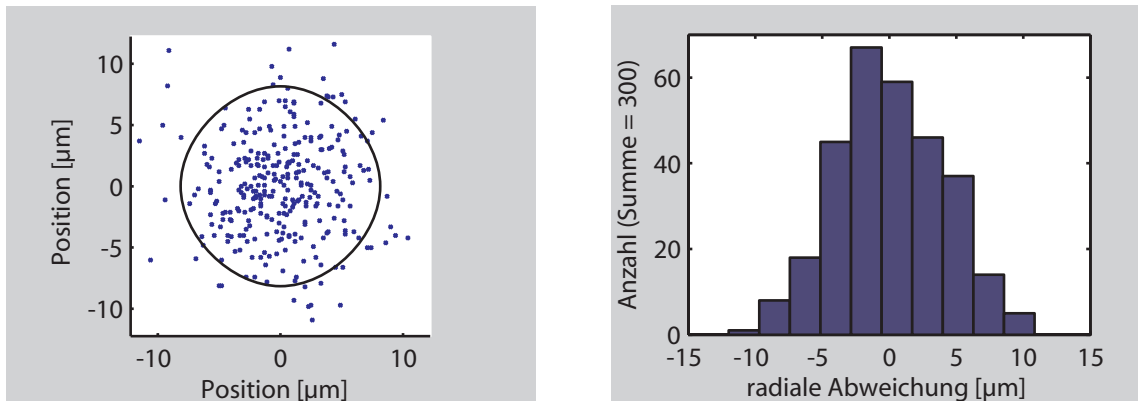 10
5
0
-5
-10
Position [µm]
-10 0 10
Position [µm]
60
40
20
0
Anzahl (Summe = 300)
-15 -10 -5 0 5 10 15
radiale Abweichung [µm]